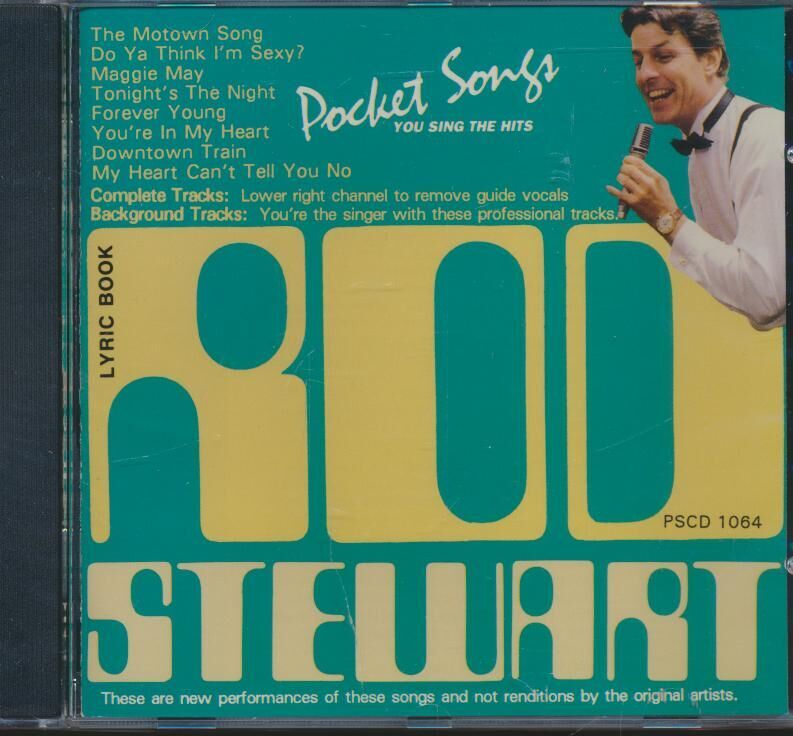 The Motown Song
Do Ya Think I'm Sexy?
Maggie May
Tonight's The Night
Forever Young
You're In My Heart
Downtown Train
My Heart Can't Tell You No
Pocket Songs
YOU SING THE HITS
Complete Tracks: Lower right channel to remove guide vocals
Background Tracks: You're the singer with these professional tracks.
LYRIC BOOK
ROD
PSCD 1064
STEWART
These are new performances of these songs and not renditions by the original artists.